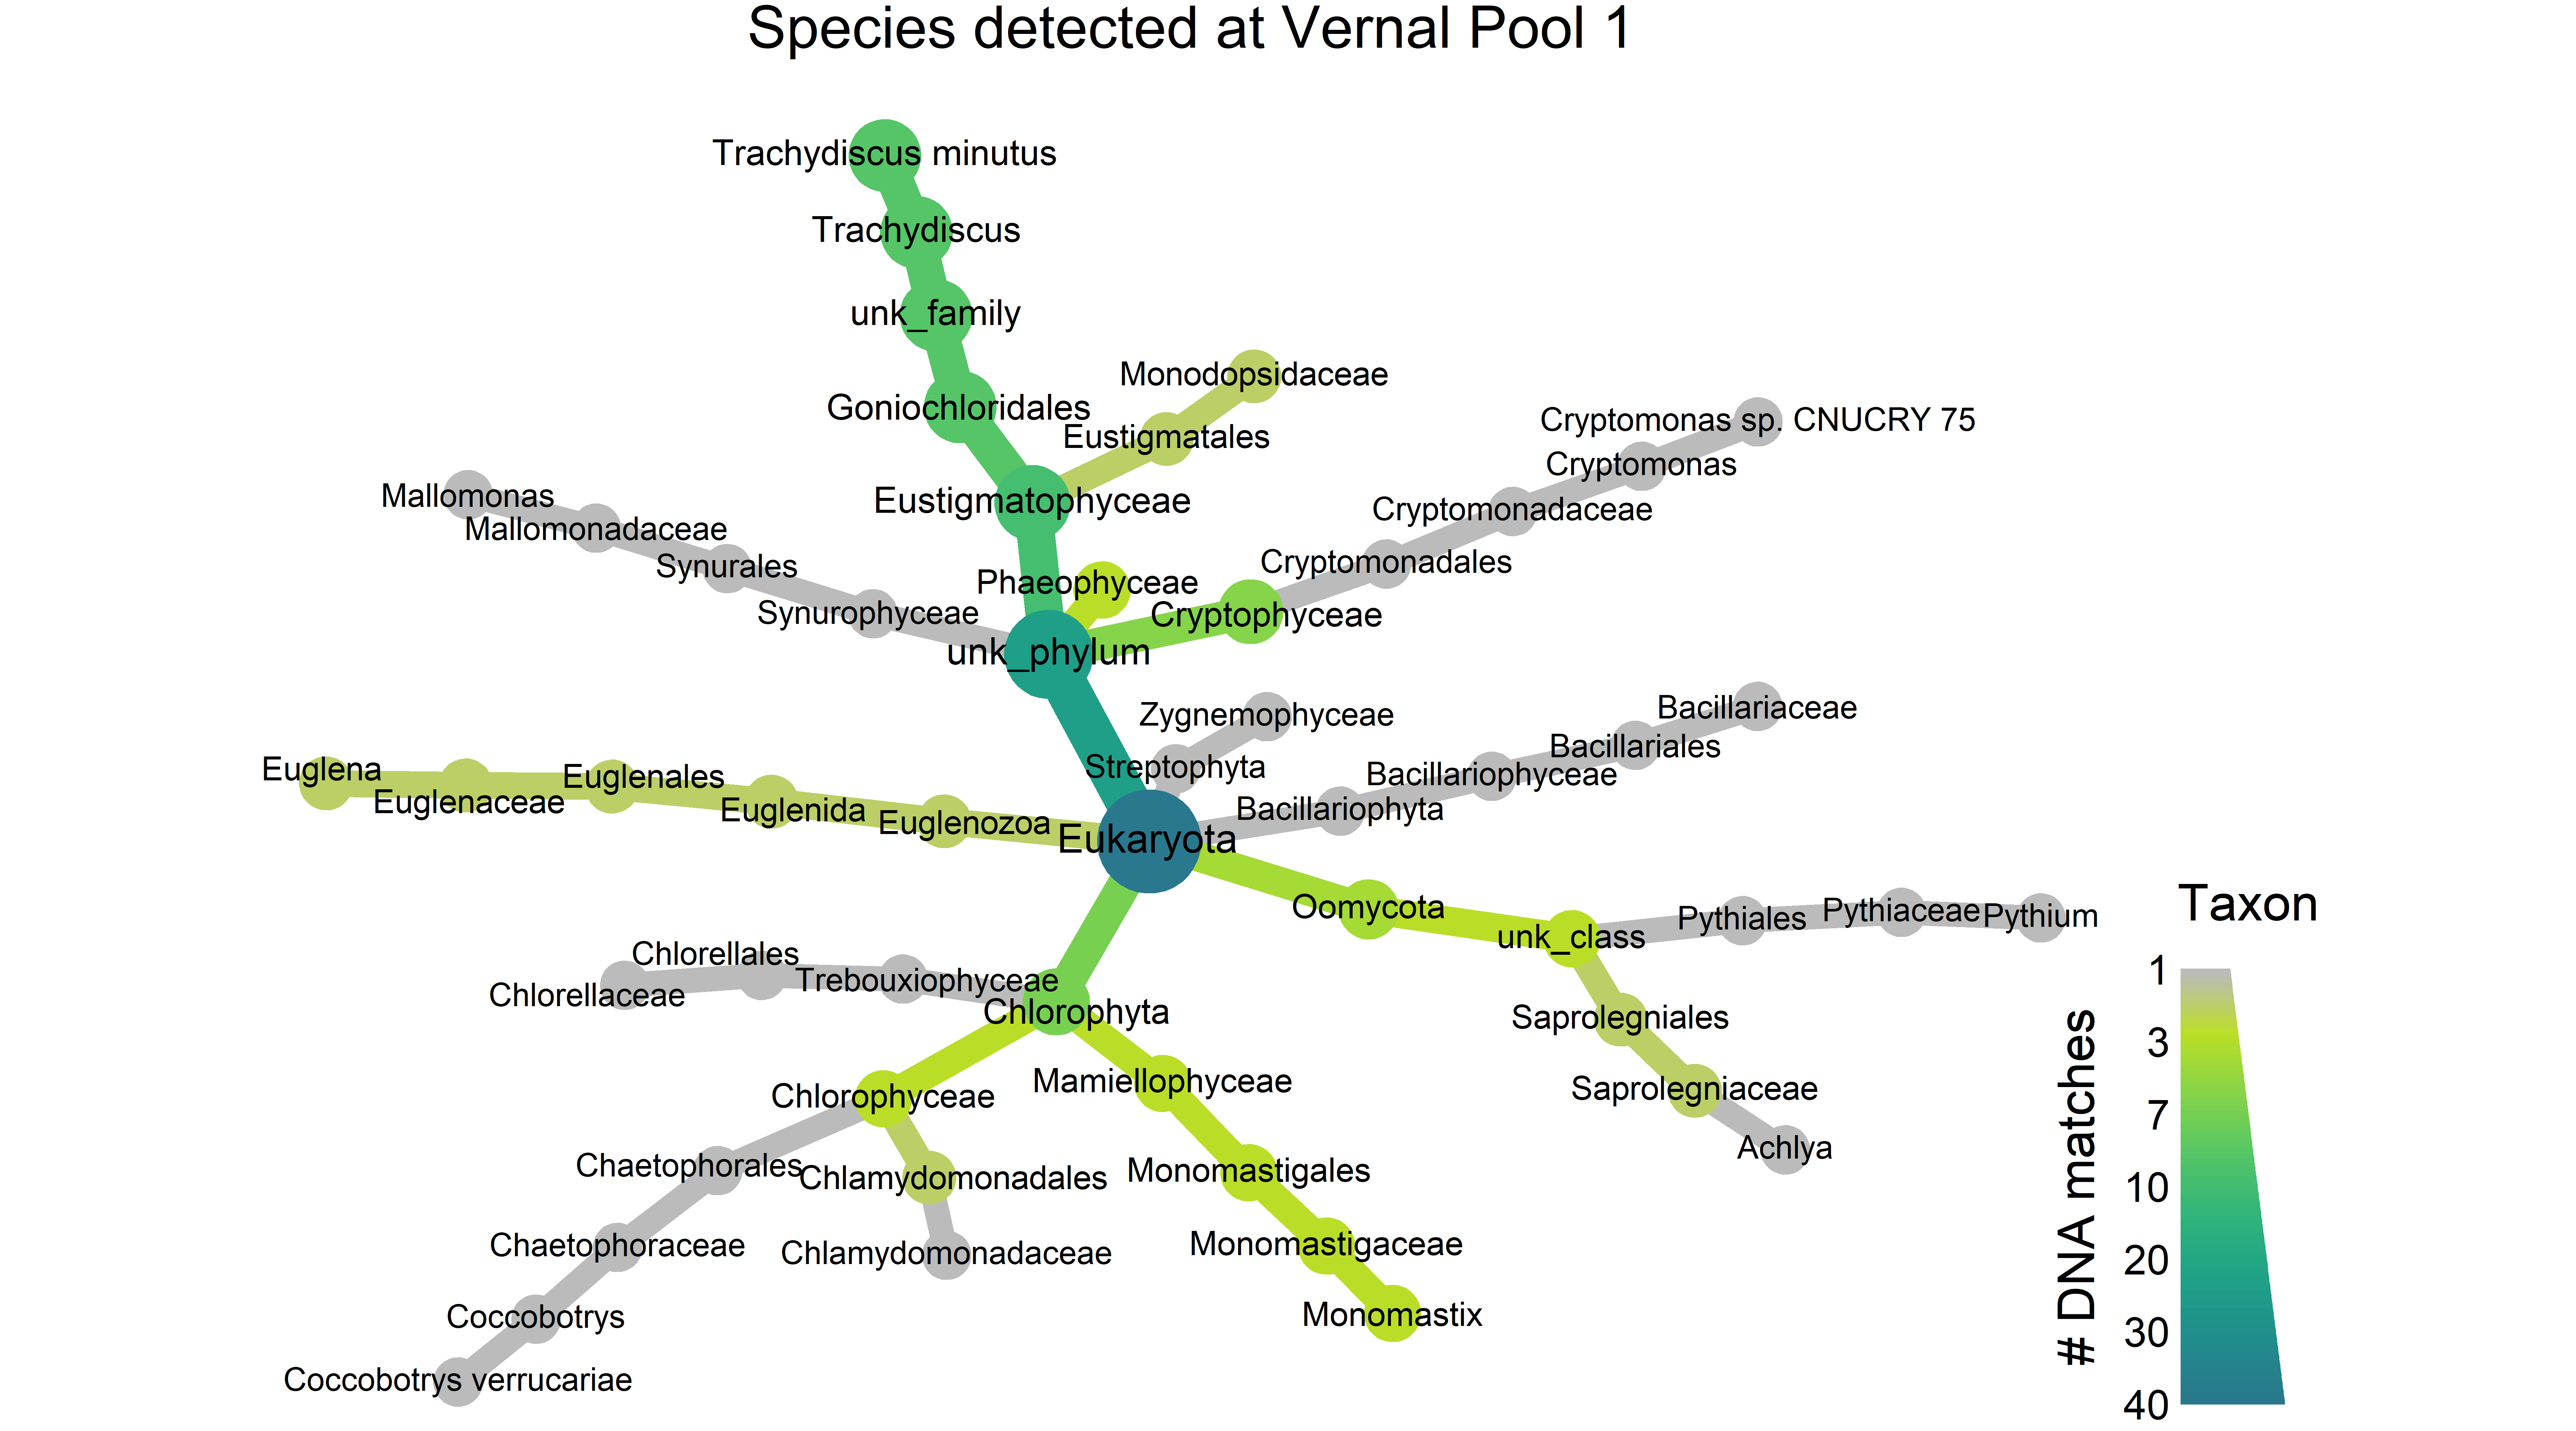 Species detected at Vernal Pool 1
Trachydiscus minutus
Trachydiscus
unk_family
Monodopsidaceae
Goniochloridales
Eustigmatales
Cryptomonas sp. CNUCRY 75
Cryptomonas
Mallomonas
Eustigmatophyceae
Cryptomonadaceae
Mallomonadaceae
Synurales
Cryptomonadales
Phaeophyceae
Synurophyceae
Cryptophyceae
unk_phylum
Zygnemophyceae
Bacillariaceae
Bacillariales
Streptophyta
Bacillariophyceae
Euglena
Euglenales
Euglenaceae
Euglenida
Euglenozoa
Bacillariophyta
Eukaryota
Oomycota
unk_class
Pythiales
Pythiaceae
Pythium
Chlorellales
Trebouxiophyceae
Chlorellaceae
Chlorophyta
Saprolegniales
Mamiellophyceae
Saprolegniaceae
Chlorophyceae
Achlya
Chaetophorales
Chlamydomonadales
Monomastigales
Chaetophoraceae
Chlamydomonadaceae
Monomastigaceae
Coccobotrys
Monomastix
Coccobotrys verrucariae
Taxon
# DNA matches
1
3
7
10
20
30
40